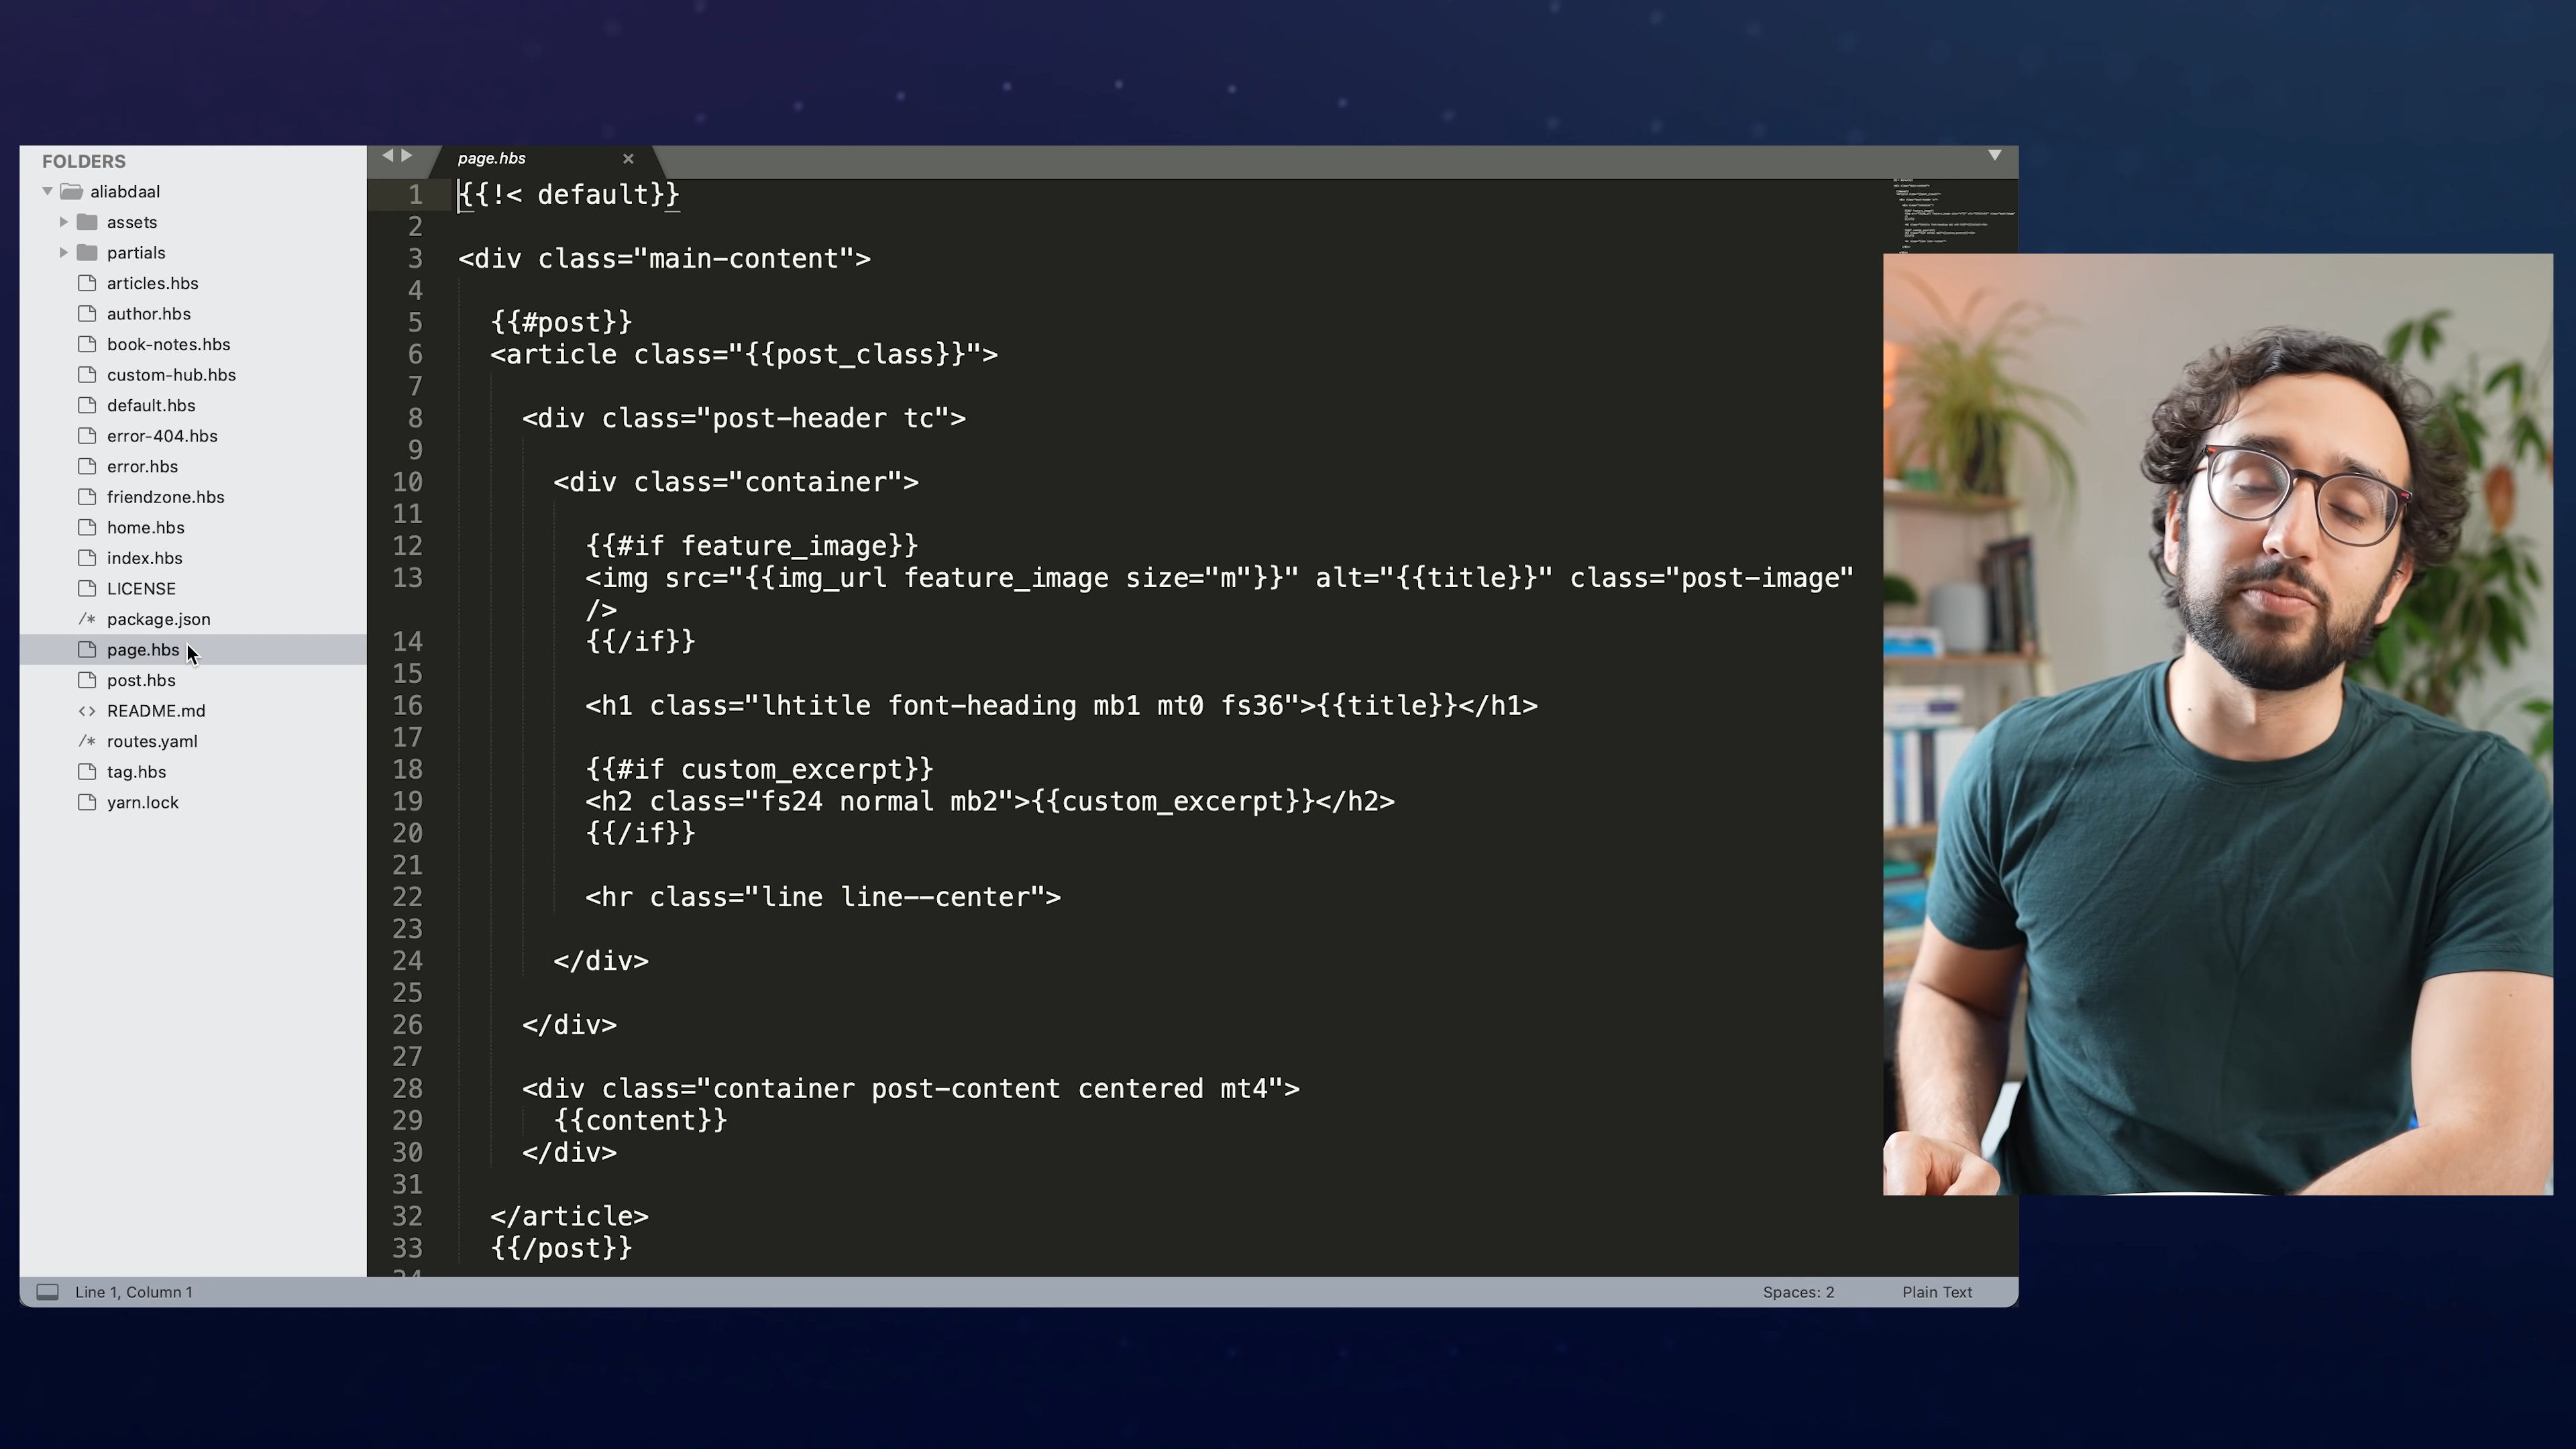 FOLDERS
aliabdaal
assets
partials
articles.hbs
author.hbs
book-notes.hbs
custom-hub.hbs
default.hbs
error-404.hbs
error.hbs
friendzone.hbs
home.hbs
index.hbs
LICENSE
/* package.json
page.hbs
post.hbs
<> README.md
/* routes.yaml
tag.hbs
yarn.lock
page.hbs
1 {{!< default}}
2
3 <div class="main-content">
4
5 {{#post}}
6 <article class="{{post_class}}">
7
8 <div class="post-header tc">
9
10 <div class="container">
11
12 {{#if feature_image}}
13 <img src="{{img_url feature_image size="m"}}" alt="{{title}}" class="post-image"
/>
14 {{/if}}
15
16 <h1 class="lhtitle font-heading mb1 mt0 fs36">{{title}}</h1>
17
18 {{#if custom_excerpt}}
19 <h2 class="fs24 normal mb2">{{custom_excerpt}}</h2>
20 {{/if}}
21
22 <hr class="line line--center">
23
24 </div>
25
26 </div>
27
28 <div class="container post-content centered mt4">
29 {{content}}
30 </div>
31
32 </article>
33 {{/post}}
Line 1, Column 1
Spaces: 2
Plain Text